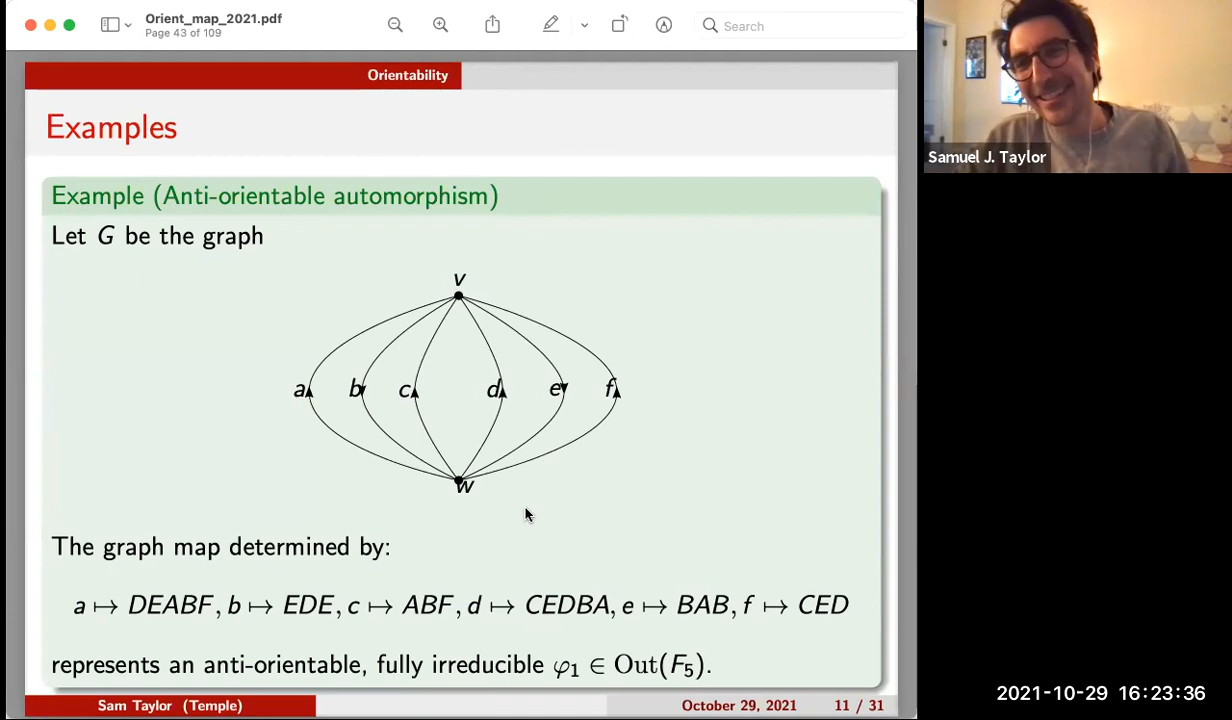 Orient_map_2021.pdf
Page 43 of 109
Search
Orientability
Examples
Example (Anti-orientable automorphism)
Let G be the graph
v
a b c d e f
w
The graph map determined by:
a ↦ DEABF, b ↦ EDE, c ↦ ABF, d ↦ CEDBA, e ↦ BAB, f ↦ CED
represents an anti-orientable, fully irreducible φ₁ ∈ Out(F₅).
Sam Taylor (Temple)
October 29, 2021
11 / 31
Samuel J. Taylor
2021-10-29 16:23:36